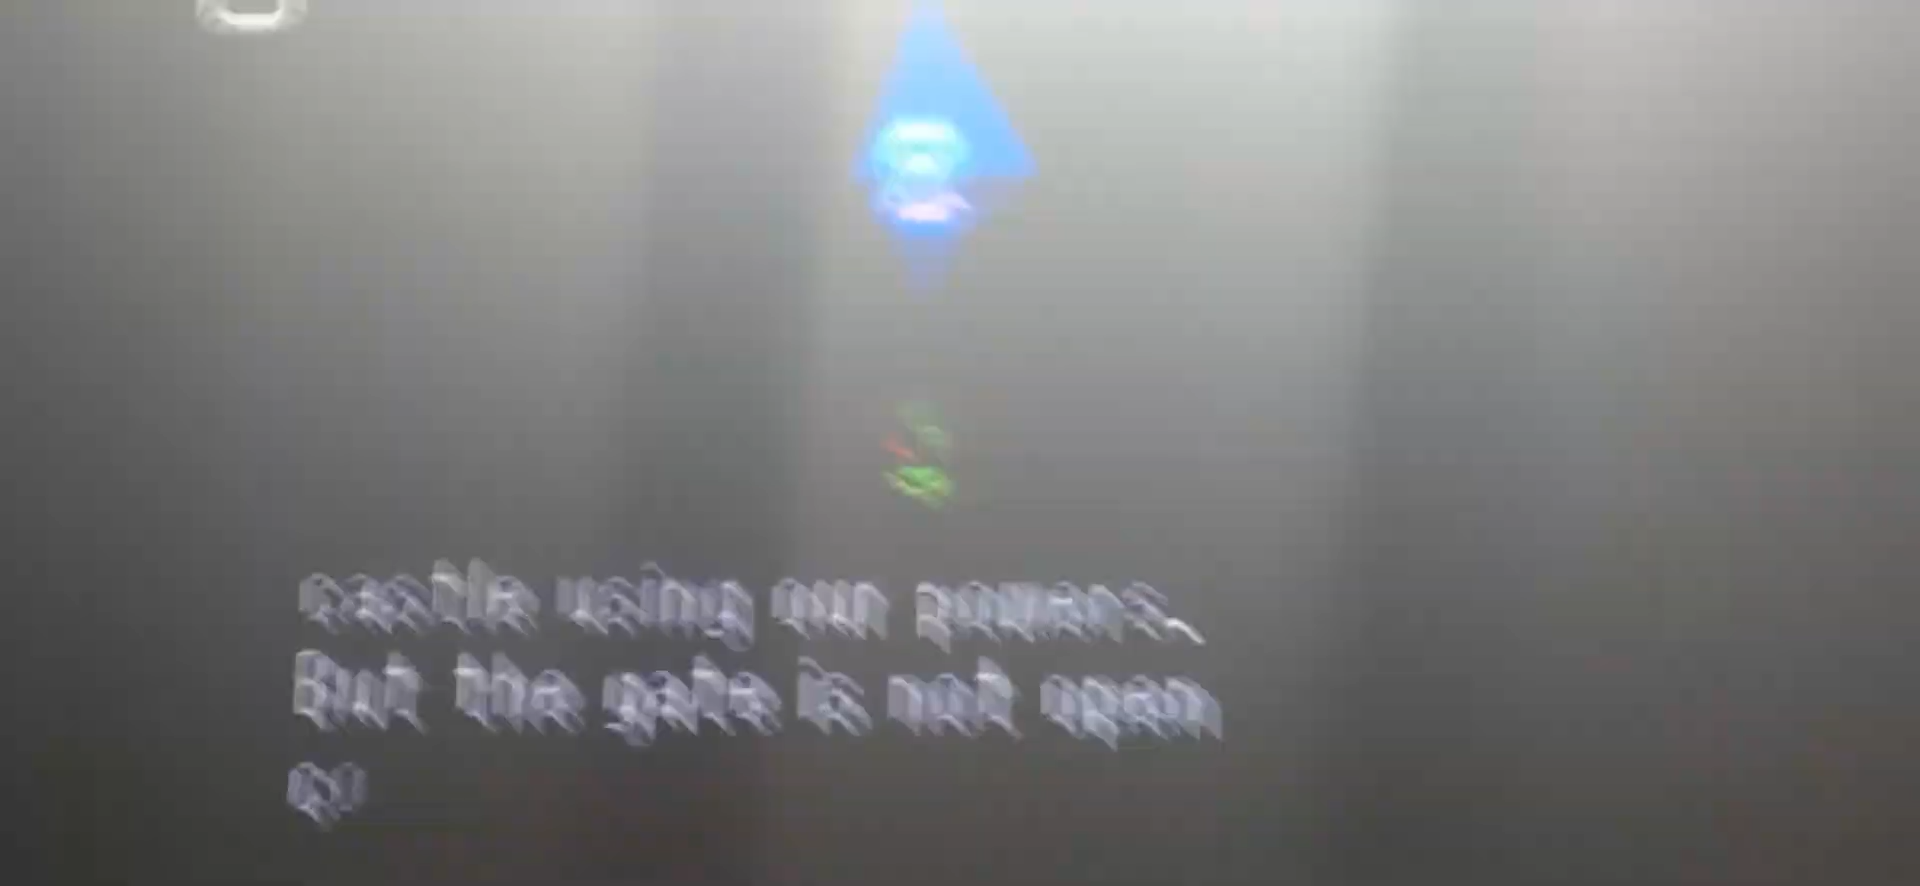 castle using our powers.
But the gate is not open